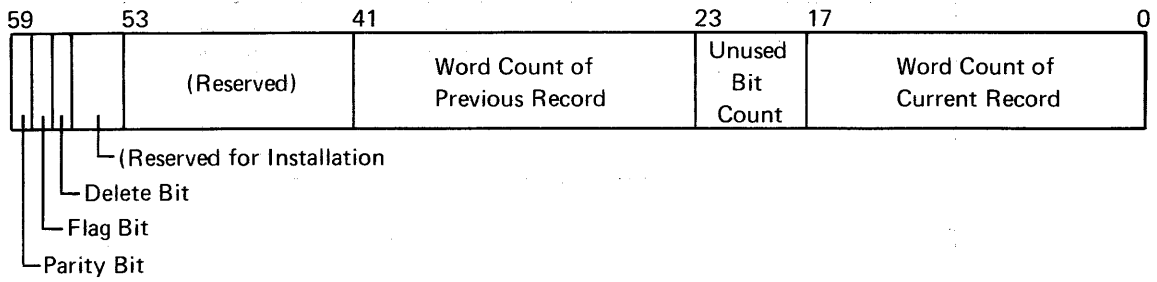 59 53 41 23 17 0
(Reserved)
Word Count of
Previous Record
Unused
Bit
Count
Word Count of
Current Record
(Reserved for Installation
Delete Bit
Flag Bit
Parity Bit